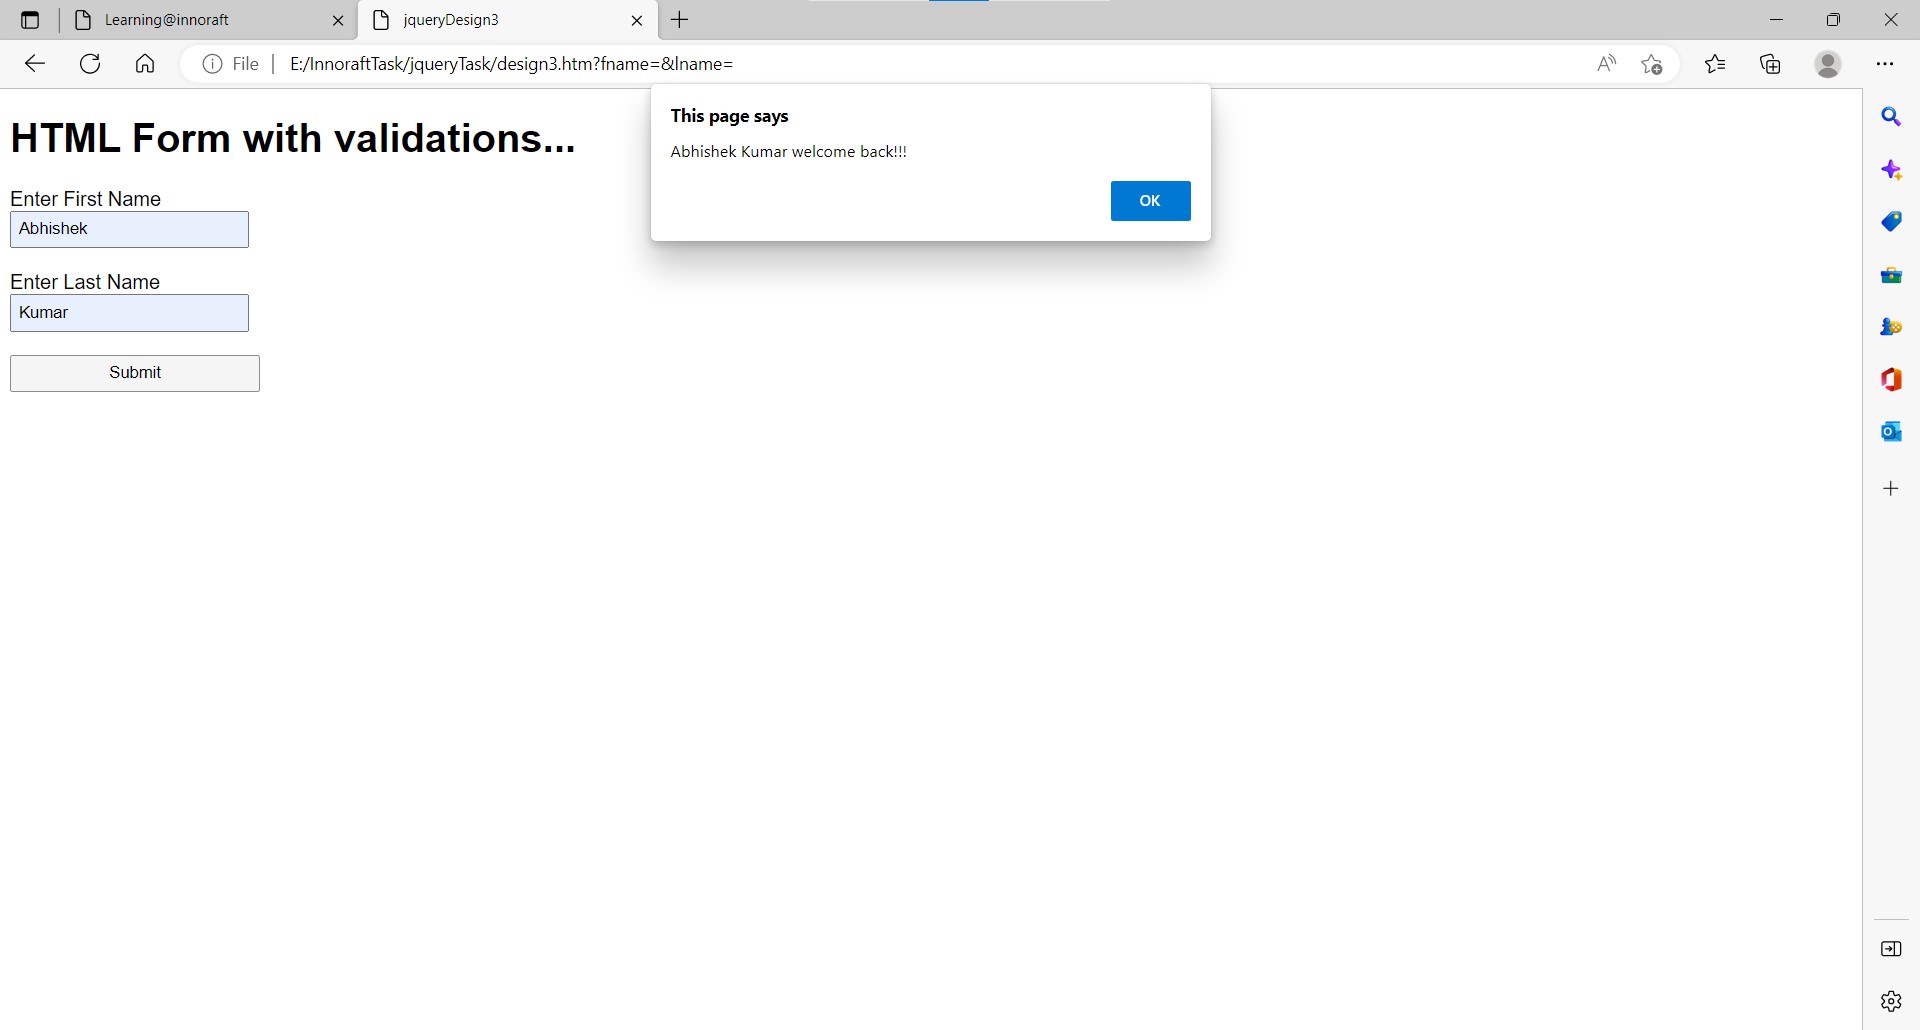 Learning@innoraft
jqueryDesign3
File
E:/InnoraftTask/jqueryTask/design3.htm?fname=&lname=
This page says
Abhishek Kumar welcome back!!!
OK
HTML Form with validations...
Enter First Name
Abhishek
Enter Last Name
Kumar
Submit